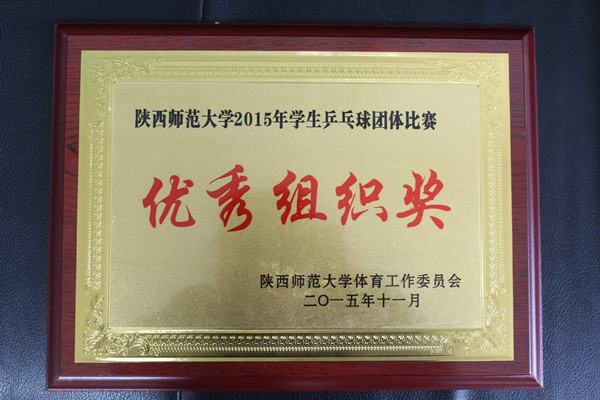 陕西师范大学2015年学生乒乓球团体比赛
优秀组织奖
陕西师范大学体育工作委员会
二〇一五年十一月